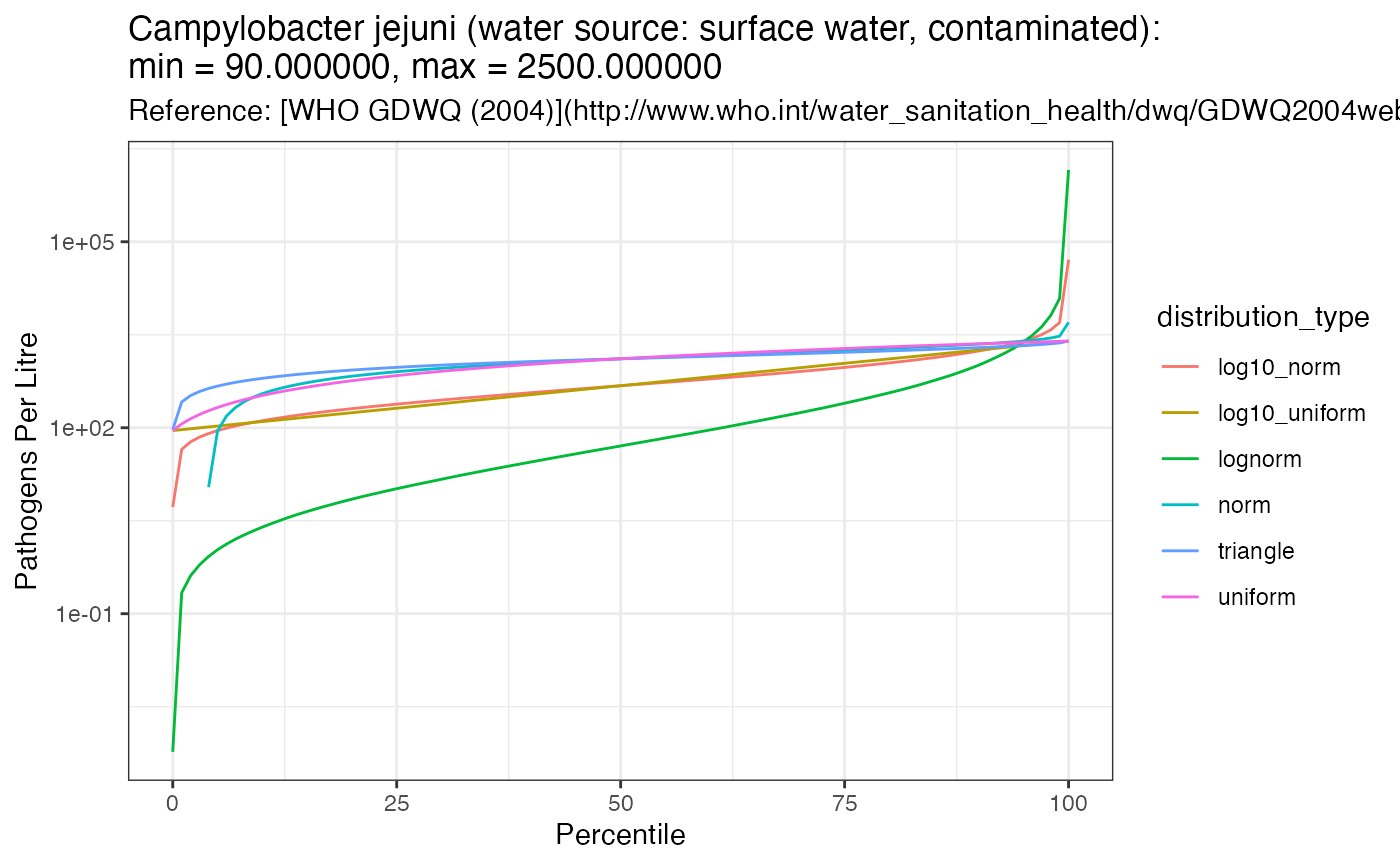 Campylobacter jejuni (water source: surface water, contaminated):
min = 90.000000, max = 2500.000000
Reference: [WHO GDWQ (2004)](http://www.who.int/water_sanitation_health/dwq/GDWQ2004web
Pathogens Per Litre
1e+05
1e+02
1e-01
0 25 50 75 100
Percentile
distribution_type
log10_norm
log10_uniform
lognorm
norm
triangle
uniform